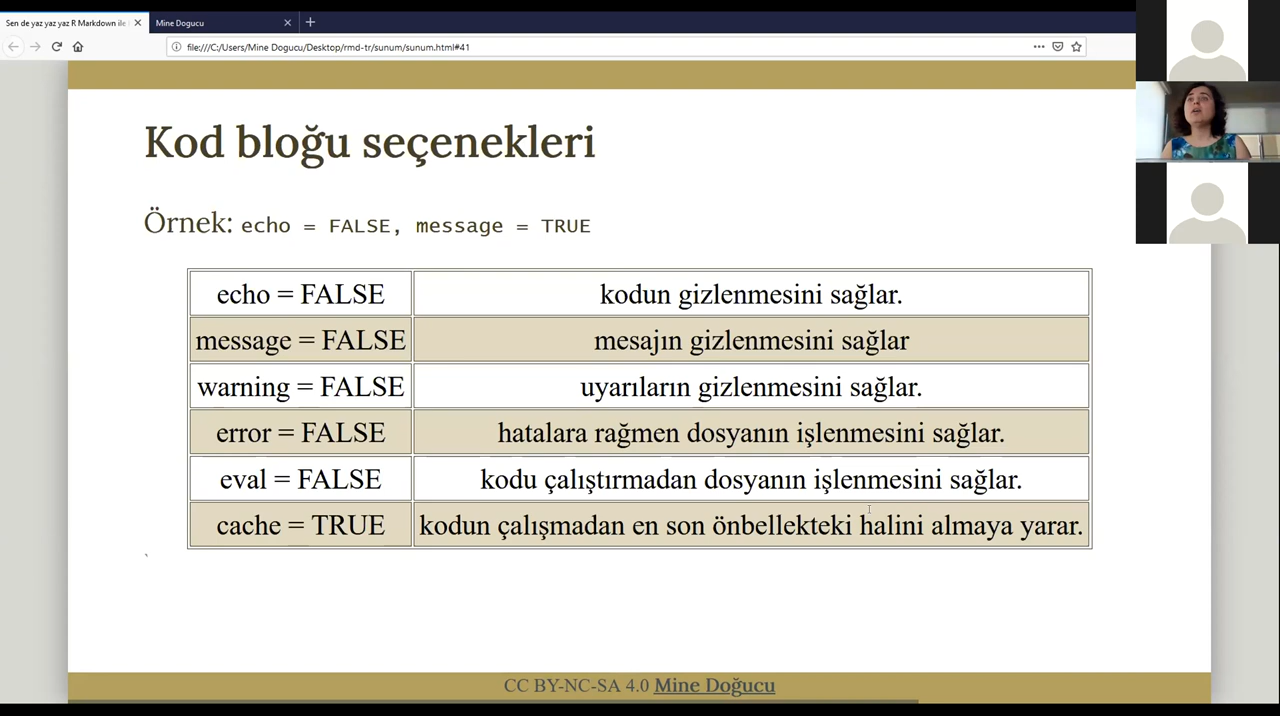 Sen de yaz yaz yaz R Markdown ile
Mine Dogucu
file:///C:/Users/Mine Dogucu/Desktop/rmd-tr/sunum/sunum.html#41
Kod bloğu seçenekleri
Örnek: echo = FALSE, message = TRUE
echo = FALSE kodun gizlenmesini sağlar.
message = FALSE mesajın gizlenmesini sağlar
warning = FALSE uyarıların gizlenmesini sağlar.
error = FALSE hatalara rağmen dosyanın işlenmesini sağlar.
eval = FALSE kodu çalıştırmadan dosyanın işlenmesini sağlar.
cache = TRUE kodun çalışmadan en son önbellekteki halini almaya yarar.
CC BY-NC-SA 4.0 Mine Doğucu